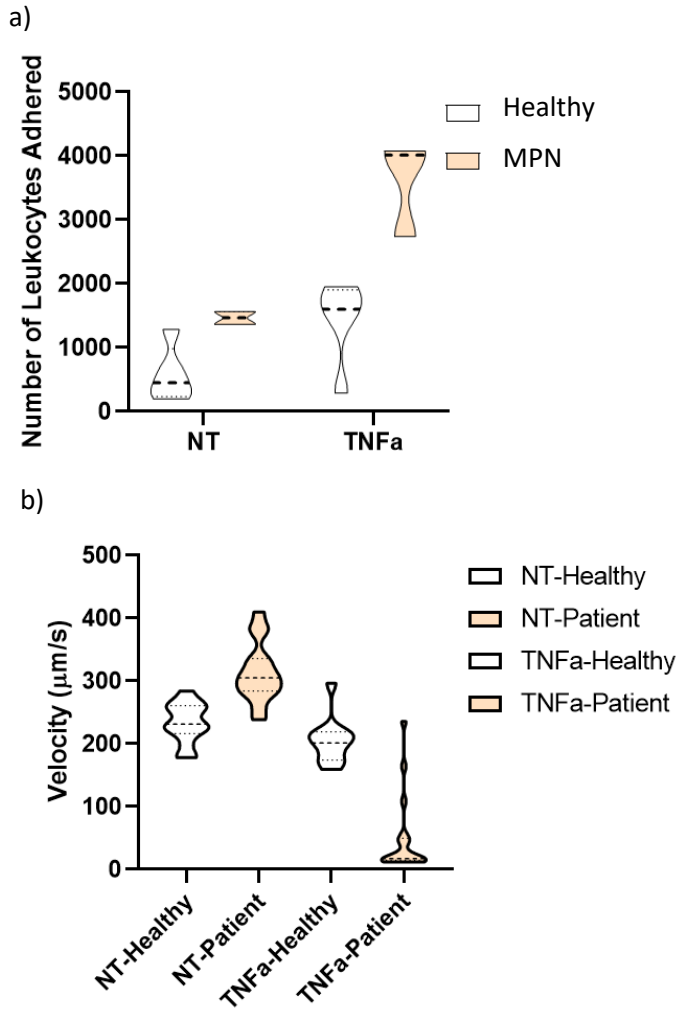 a)
Number of Leukocytes Adhered
5000
4000
3000
2000
1000
0
NT
TNFa
Healthy
MPN
b)
Velocity (µm/s)
500
400
300
200
100
0
NT-Healthy
NT-Patient
TNFa-Healthy
TNFa-Patient
NT-Healthy
NT-Patient
TNFa-Healthy
TNFa-Patient